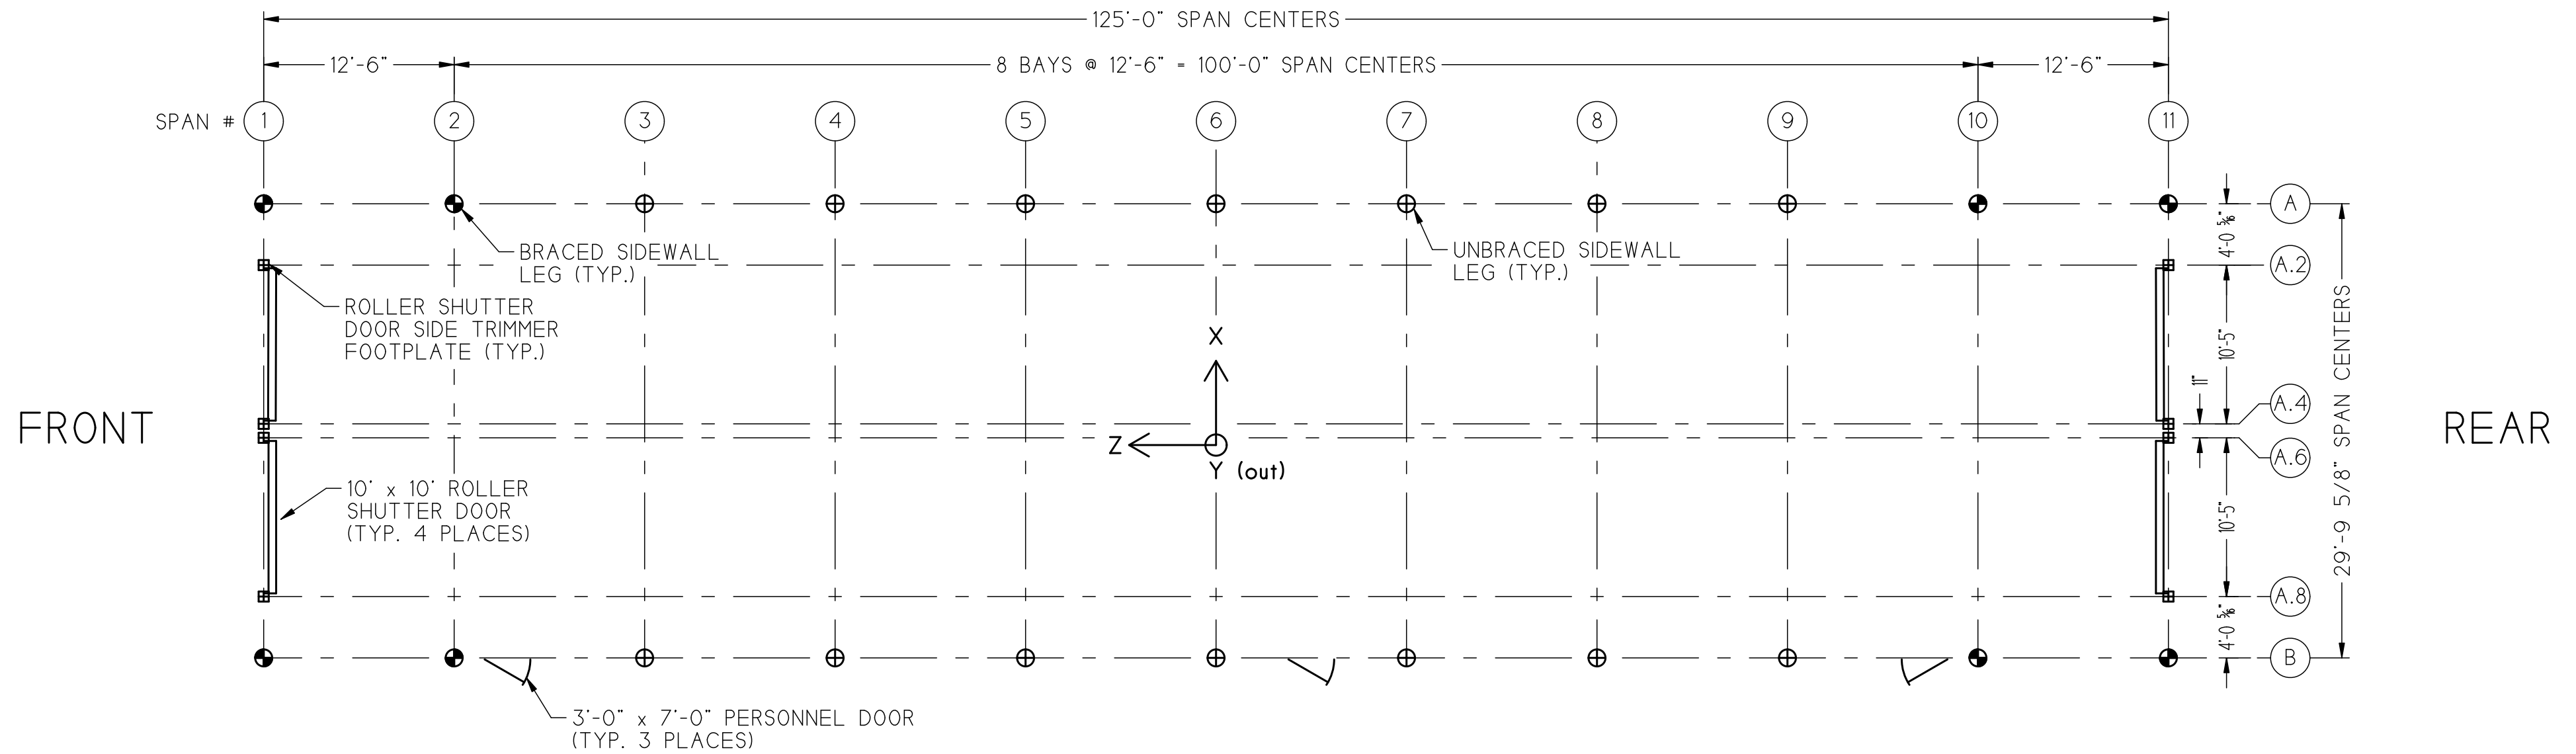 125'-0" SPAN CENTERS
12'-6"
8 BAYS @ 12'-6" = 100'-0" SPAN CENTERS
12'-6"
SPAN # 1 2 3 4 5 6 7 8 9 10 11
A
4'-0 5/16"
BRACED SIDEWALL
LEG (TYP.)
UNBRACED SIDEWALL
LEG (TYP.)
A.2
ROLLER SHUTTER
DOOR SIDE TRIMMER
FOOTPLATE (TYP.)
X
10'-5"
11"
A.4
FRONT
Z
Y (out)
A.6
29'-9 5/8" SPAN CENTERS
REAR
10' x 10' ROLLER
SHUTTER DOOR
(TYP. 4 PLACES)
10'-5"
A.8
4'-0 5/16"
B
3'-0" x 7'-0" PERSONNEL DOOR
(TYP. 3 PLACES)